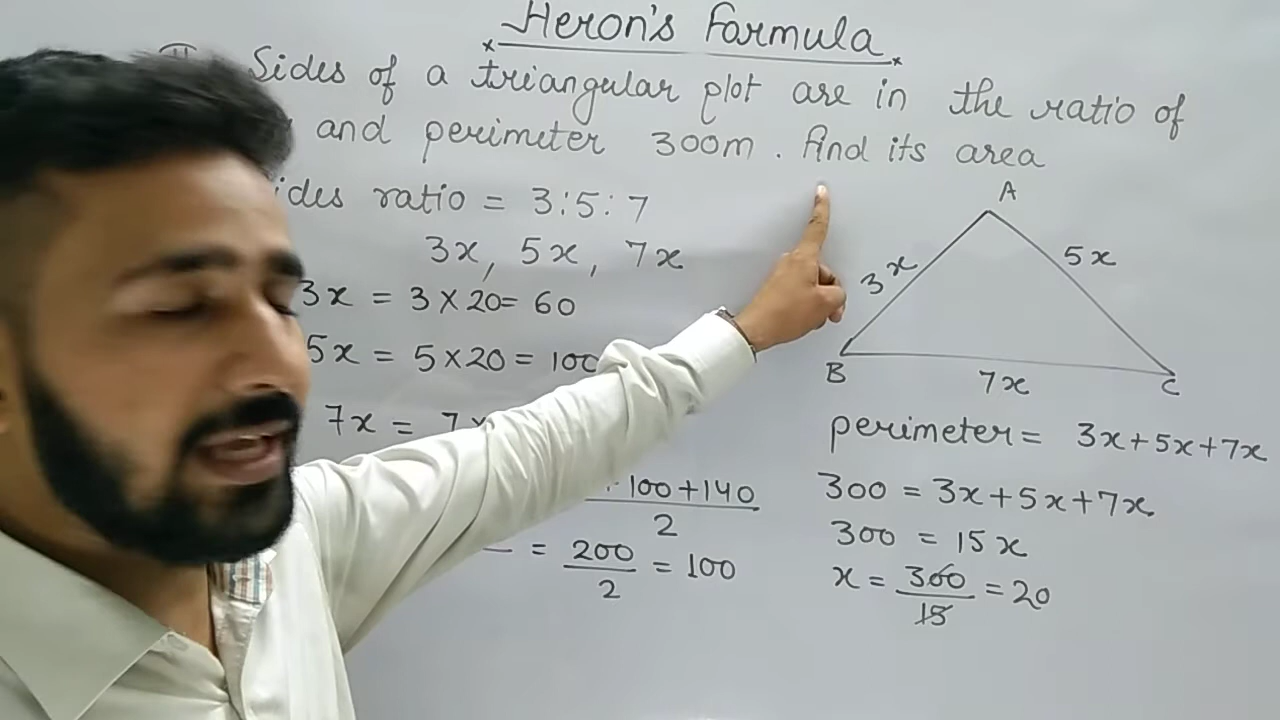 Heron's Formula
Sides of a triangular plot are in the ratio of
and perimeter 300m. find its area
ides ratio = 3:5:7
3x, 5x, 7x
3x = 3 × 20 = 60
5x = 5 × 20 = 100
7x = 7 ×
100+140
2
= 200 = 100
2
A
3x
5x
B
7x
C
perimeter = 3x+5x+7x
300 = 3x+5x+7x
300 = 15x
x = 300 = 20
15